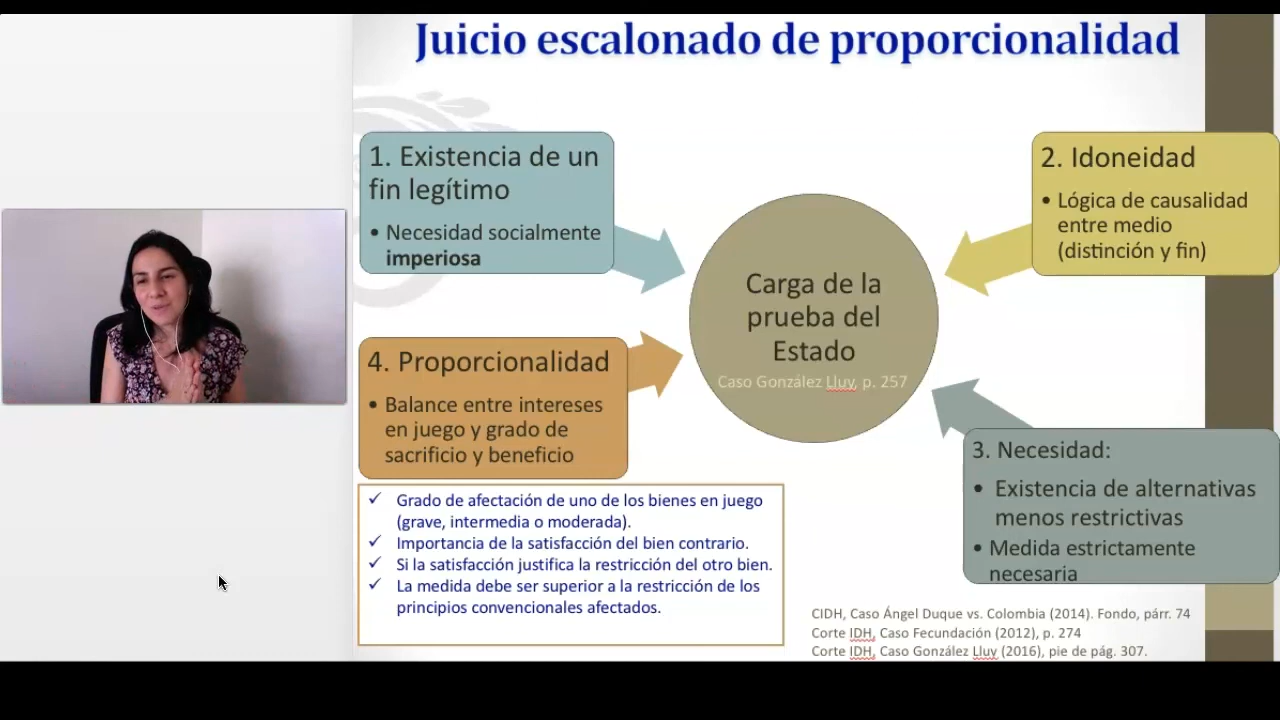 Juicio escalonado de proporcionalidad
1. Existencia de un
fin legítimo
• Necesidad socialmente
imperiosa
2. Idoneidad
• Lógica de causalidad
entre medio
(distinción y fin)
Carga de la
prueba del
Estado
Caso González Lluy, p. 257
4. Proporcionalidad
• Balance entre intereses
en juego y grado de
sacrificio y beneficio
3. Necesidad:
• Existencia de alternativas
menos restrictivas
• Medida estrictamente
necesaria
✓ Grado de afectación de uno de los bienes en juego
(grave, intermedia o moderada).
✓ Importancia de la satisfacción del bien contrario.
✓ Si la satisfacción justifica la restricción del otro bien.
✓ La medida debe ser superior a la restricción de los
principios convencionales afectados.
CIDH, Caso Ángel Duque vs. Colombia (2014). Fondo, párr. 74
Corte IDH, Caso Fecundación (2012), p. 274
Corte IDH, Caso González Lluy (2016), pie de pág. 307.